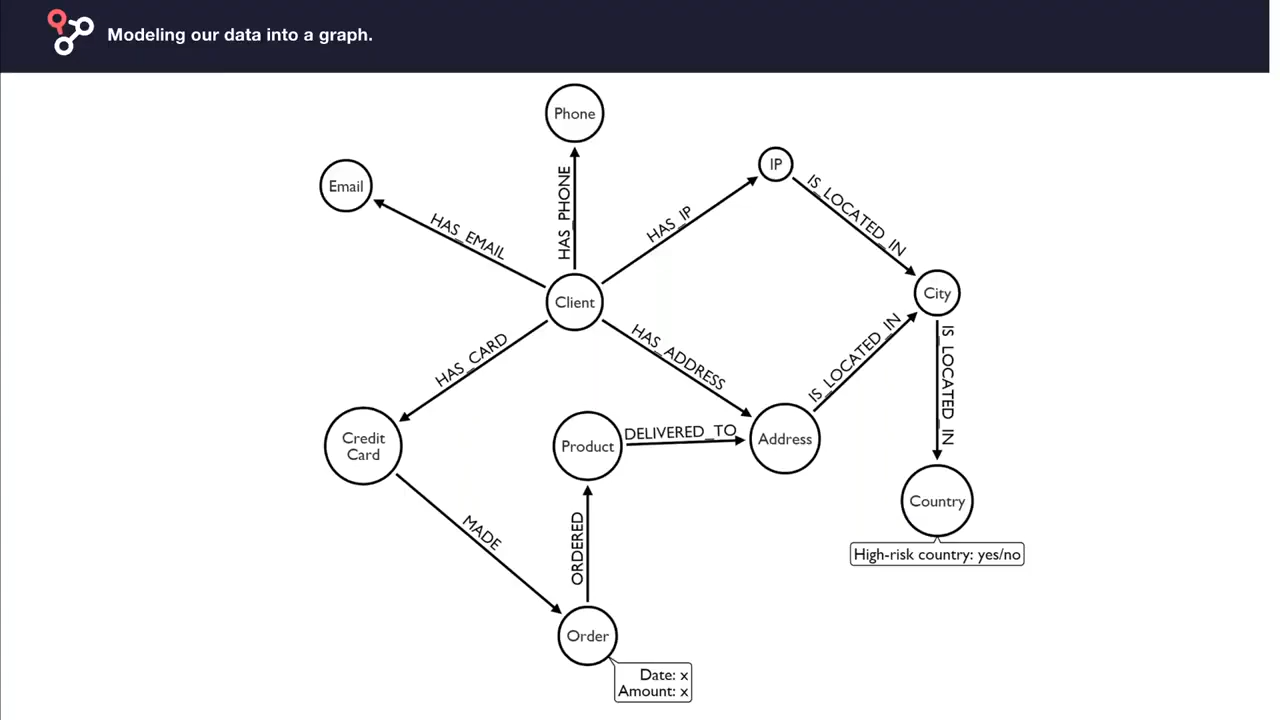 Modeling our data into a graph.
Phone
IP
Email
HAS_PHONE
IS_LOCATED_IN
HAS_EMAIL
HAS_IP
Client
City
HAS_CARD
HAS_ADDRESS
IS_LOCATED_IN
IS_LOCATED_IN
Credit
Card
Product
DELIVERED_TO
Address
Country
High-risk country: yes/no
MADE
ORDERED
Order
Date: x
Amount: x